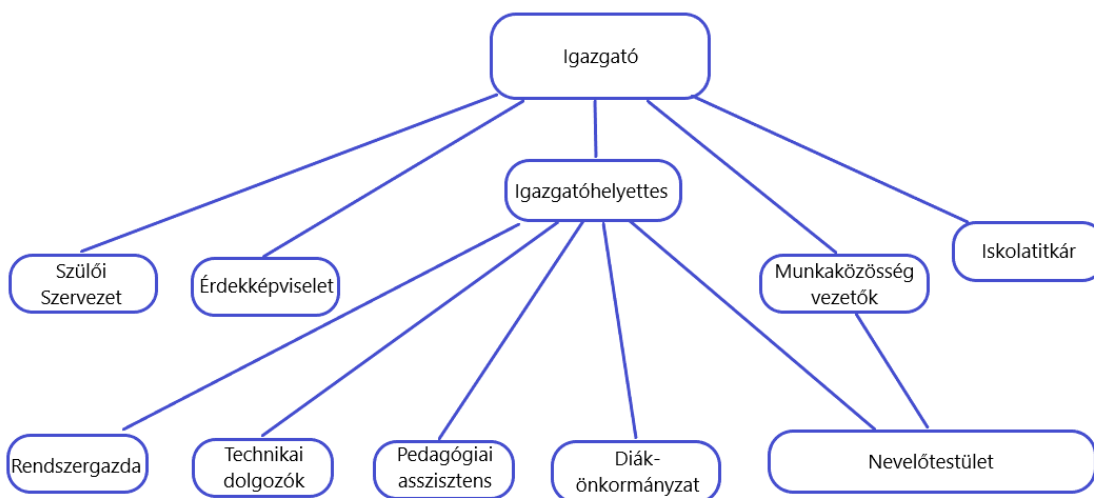 Igazgató
Igazgatóhelyettes
Szülői
Szervezet
Érdekképviselet
Munkaközösség
vezetők
Iskolatitkár
Rendszergazda
Technikai
dolgozók
Pedagógiai
asszisztens
Diák-
önkormányzat
Nevelőtestület